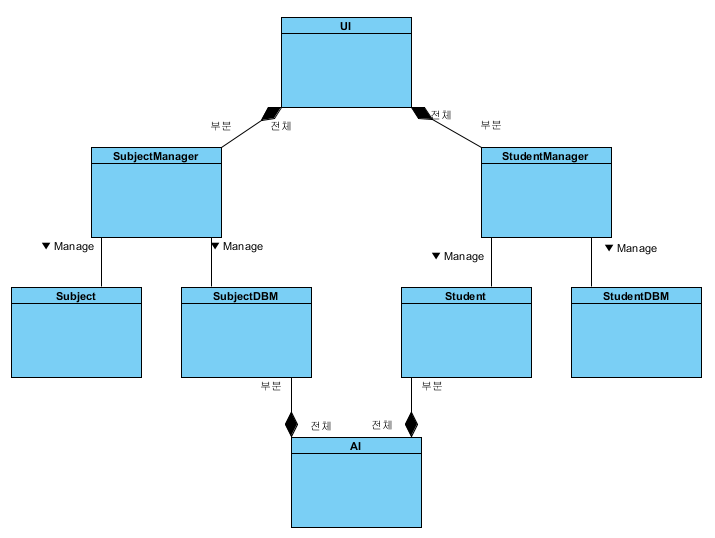 UI
부분
전체
전체
부분
SubjectManager
StudentManager
▼ Manage
▼ Manage
▼ Manage
▼ Manage
Subject
SubjectDBM
Student
StudentDBM
부분
부분
전체
전체
AI